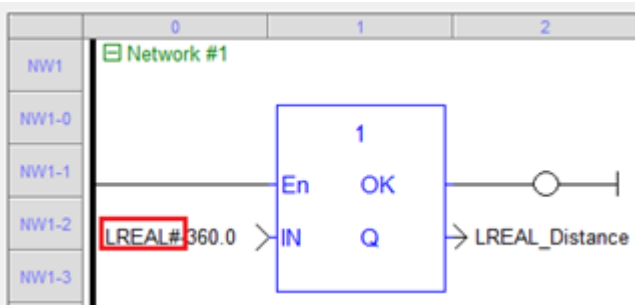 0 1 2
NW1 Network #1
NW1-0 1
NW1-1 En OK
NW1-2 LREAL#360.0 IN Q LREAL_Distance
NW1-3